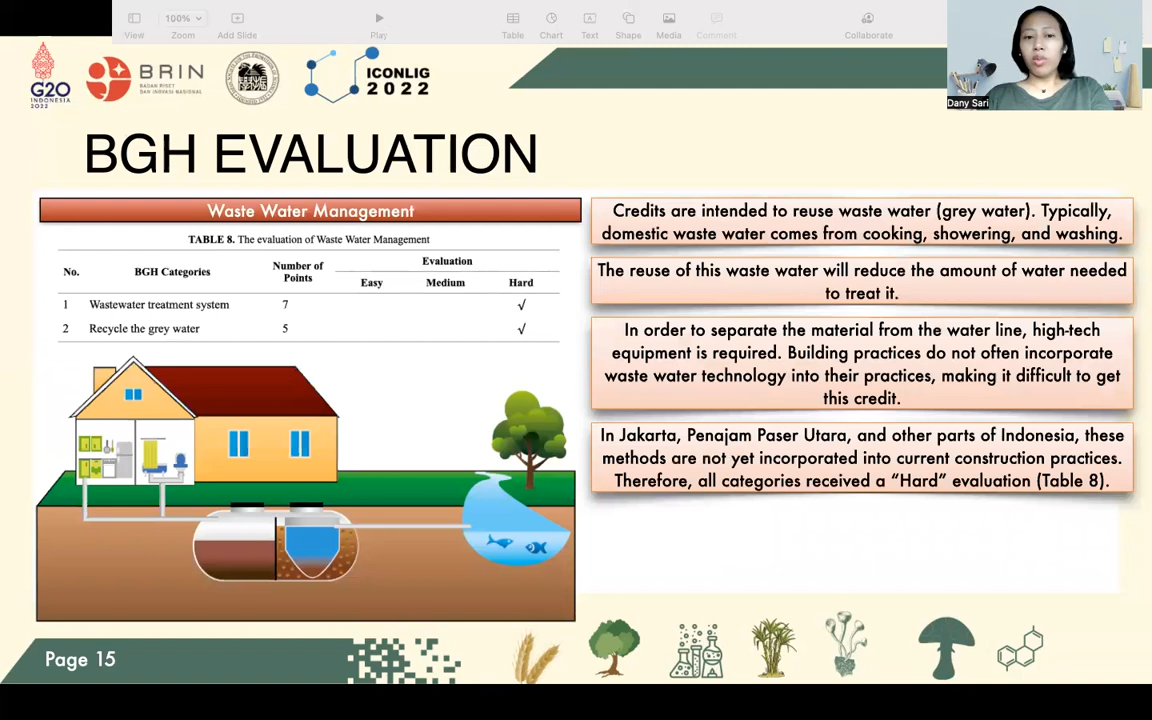 100%
View
Zoom
Add Slide
Play
Table
Chart
Text
Shape
Media
Comment
Collaborate
G20
INDONESIA
2022
BRIN
BADAN RISET
DAN INOVASI NASIONAL
ICONLIG
2022
Dany Sari
BGH EVALUATION
Waste Water Management
TABLE 8. The evaluation of Waste Water Management
No. BGH Categories Number of Points Evaluation
Easy Medium Hard
1 Wastewater treatment system 7 √
2 Recycle the grey water 5 √
Credits are intended to reuse waste water (grey water). Typically,
domestic waste water comes from cooking, showering, and washing.
The reuse of this waste water will reduce the amount of water needed
to treat it.
In order to separate the material from the water line, high-tech
equipment is required. Building practices do not often incorporate
waste water technology into their practices, making it difficult to get
this credit.
In Jakarta, Penajam Paser Utara, and other parts of Indonesia, these
methods are not yet incorporated into current construction practices.
Therefore, all categories received a “Hard” evaluation (Table 8).
Page 15